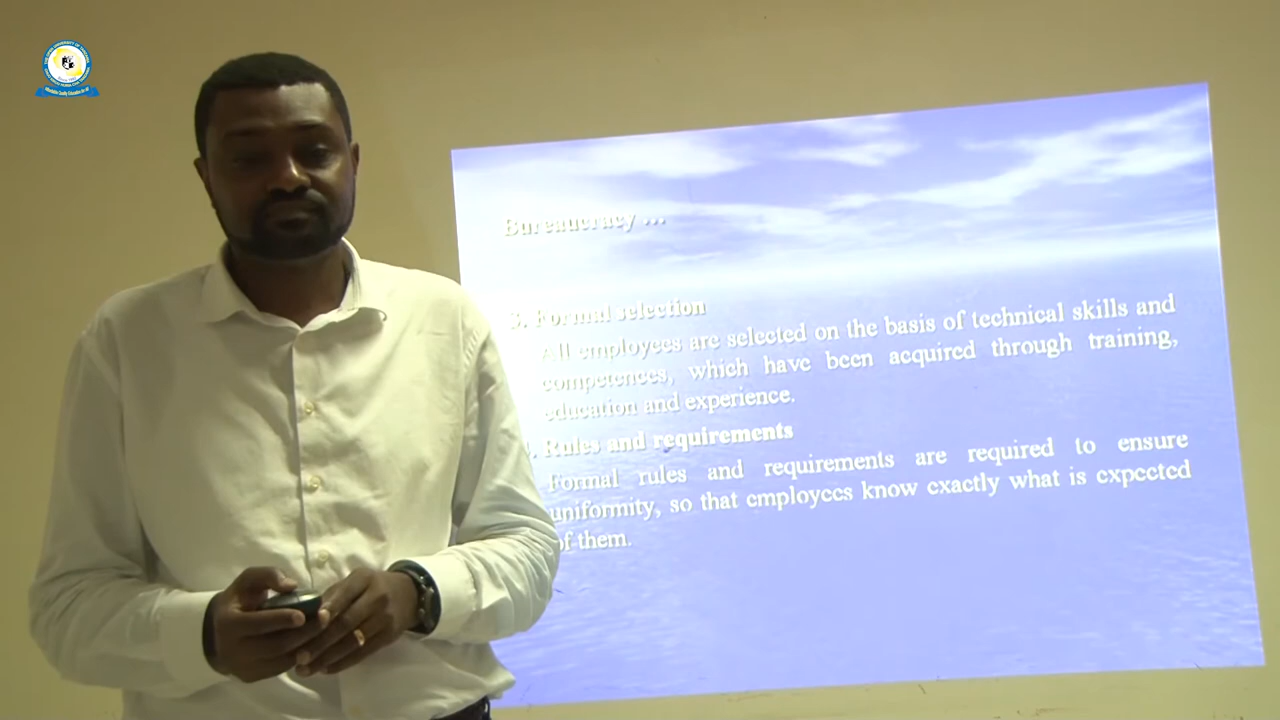 Bureaucracy ...
3. Formal selection
All employees are selected on the basis of technical skills and
competences, which have been acquired through training,
education and experience.
. Rules and requirements
Formal rules and requirements are required to ensure
uniformity, so that employees know exactly what is expected
of them.